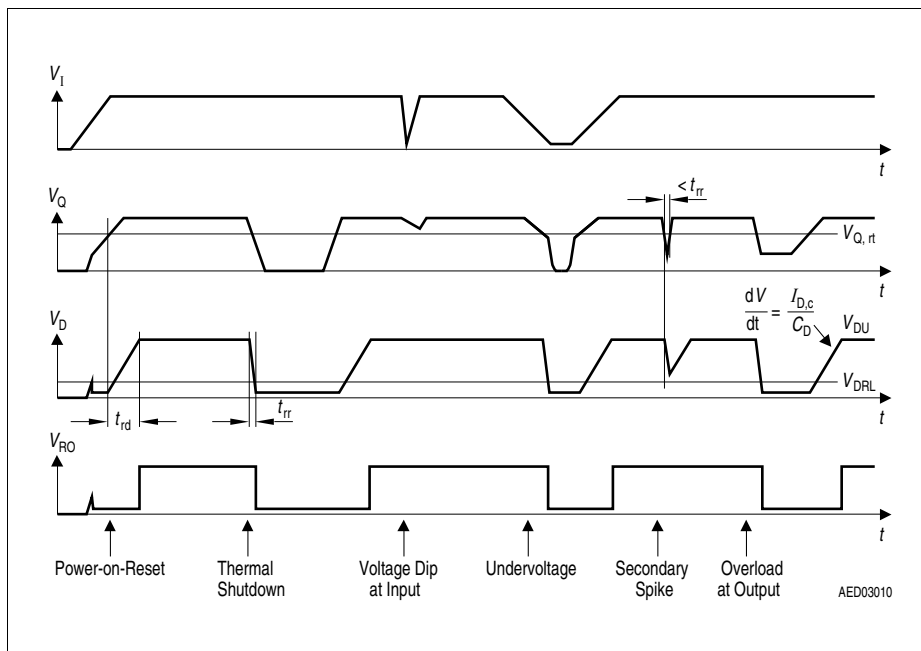 V_I
t
V_Q
< t_rr
V_Q, rt
t
V_D
dV/dt = I_D,c/C_D
V_DU
V_DRL
t_rd
t_rr
t
V_RO
t
Power-on-Reset
Thermal
Shutdown
Voltage Dip
at Input
Undervoltage
Secondary
Spike
Overload
at Output
AED03010